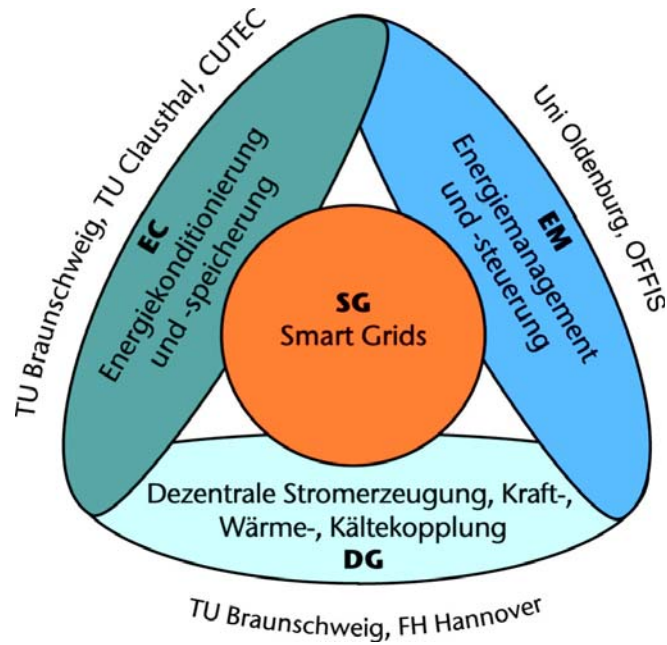 TU Braunschweig, TU Clausthal, CUTEC
EC
Energiekonditionierung
und -speicherung
Uni Oldenburg, OFFIS
EM
Energiemanagement
und -steuerung
SG
Smart Grids
Dezentrale Stromerzeugung, Kraft-,
Wärme-, Kältekopplung
DG
TU Braunschweig, FH Hannover